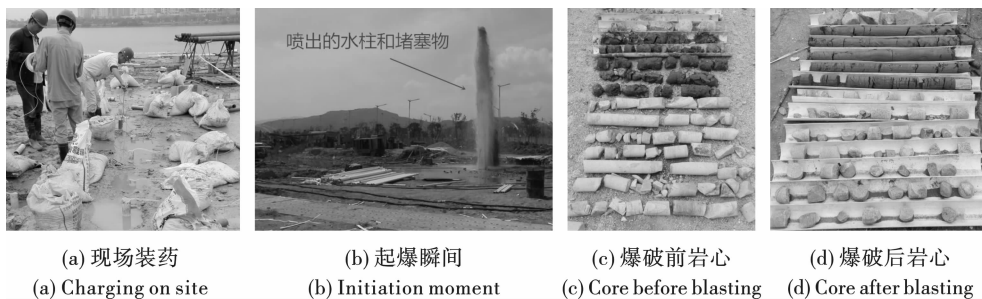 喷出的水柱和堵塞物
(a) 现场装药
(a) Charging on site
(b) 起爆瞬间
(b) Initiation moment
(c) 爆破前岩心
(c) Core before blasting
(d) 爆破后岩心
(d) Core after blasting